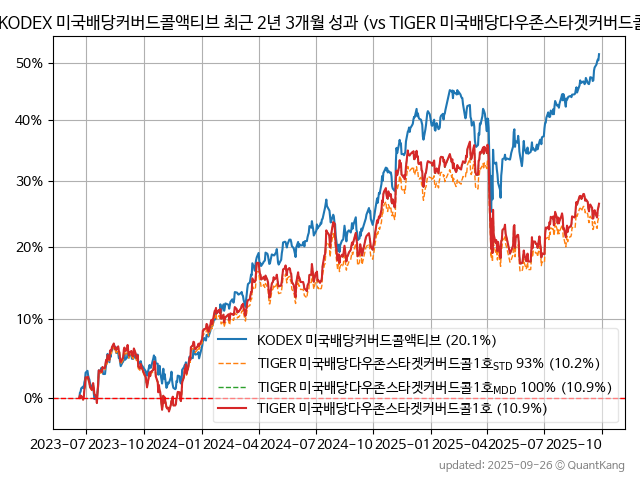 KODEX 미국배당커버드콜액티브 최근 2년 3개월 성과 (vs TIGER 미국배당다우존스타겟커버드콜
50%
40%
30%
20%
10%
0%
KODEX 미국배당커버드콜액티브 (20.1%)
TIGER 미국배당다우존스타겟커버드콜1호STD 93% (10.2%)
TIGER 미국배당다우존스타겟커버드콜1호MDD 100% (10.9%)
TIGER 미국배당다우존스타겟커버드콜1호 (10.9%)
2023-07 2023-10 2024-01 2024-04 2024-07 2024-10 2025-01 2025-04 2025-07 2025-10
updated: 2025-09-26 © QuantKang